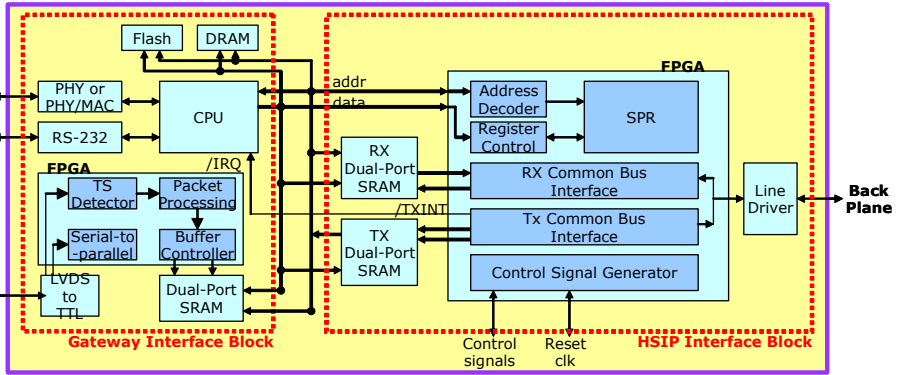 Flash
DRAM
PHY or
PHY/MAC
CPU
RS-232
/IRQ
FPGA
TS
Detector
Packet
Processing
Serial-to
-parallel
Buffer
Controller
LVDS
to
TTL
Dual-Port
SRAM
Gateway Interface Block
addr
data
RX
Dual-Port
SRAM
/TXINT
TX
Dual-Port
SRAM
FPGA
Address
Decoder
Register
Control
SPR
RX Common Bus
Interface
Tx Common Bus
Interface
Control Signal Generator
Line
Driver
Back
Plane
Control
signals
Reset
clk
HSIP Interface Block